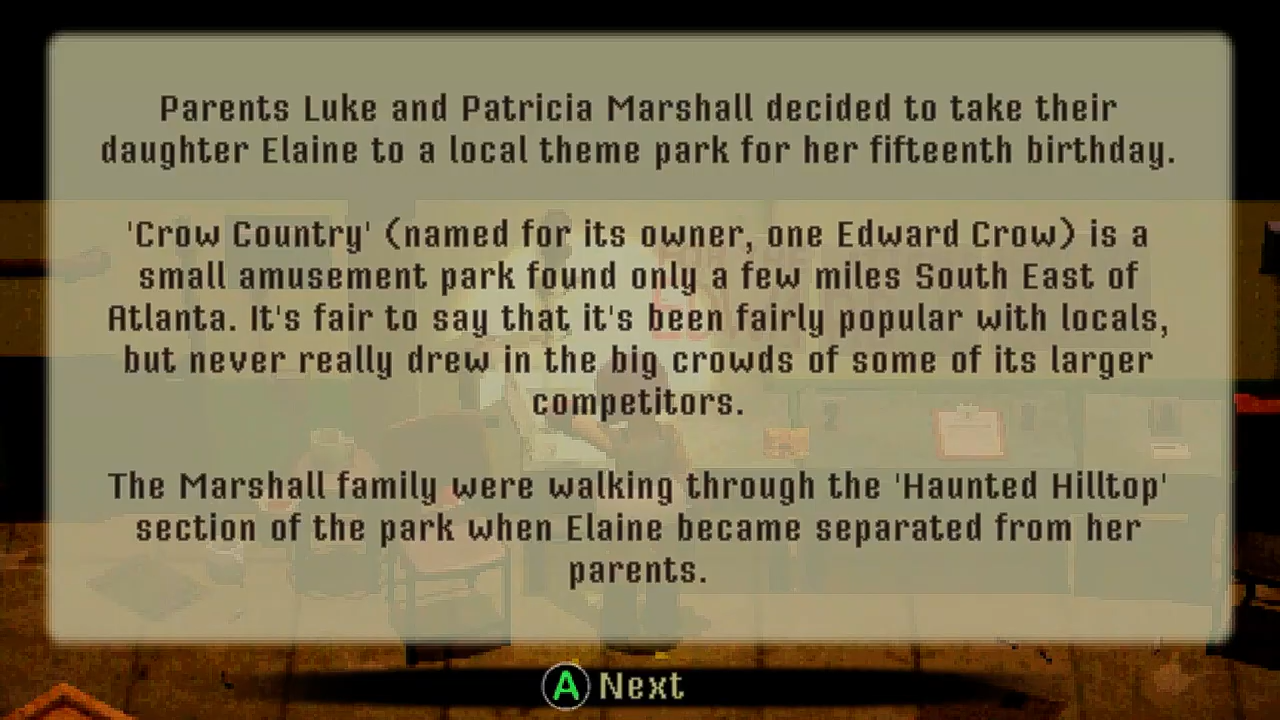 Parents Luke and Patricia Marshall decided to take their
daughter Elaine to a local theme park for her fifteenth birthday.
'Crow Country' (named for its owner, one Edward Crow) is a
small amusement park found only a few miles South East of
Atlanta. It's fair to say that it's been fairly popular with locals,
but never really drew in the big crowds of some of its larger
competitors.
The Marshall family were walking through the 'Haunted Hilltop'
section of the park when Elaine became separated from her
parents.
A Next